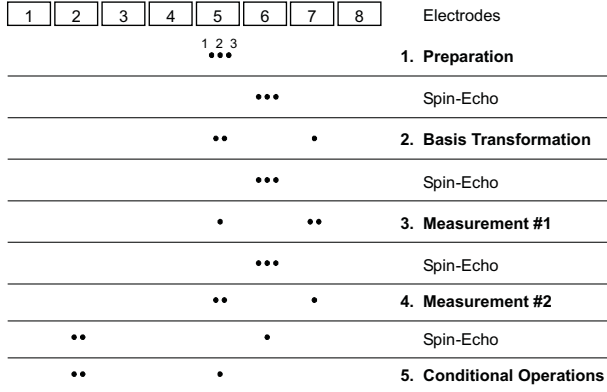 1 2 3 4 5 6 7 8 Electrodes
1 2 3
1. Preparation
Spin-Echo
2. Basis Transformation
Spin-Echo
3. Measurement #1
Spin-Echo
4. Measurement #2
Spin-Echo
5. Conditional Operations